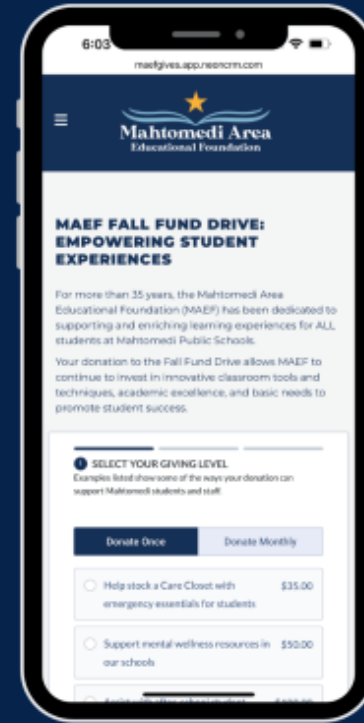 6:03
maefgives.app.neoncrm.com
Mahtomedi Area
Educational Foundation
MAEF FALL FUND DRIVE:
EMPOWERING STUDENT
EXPERIENCES
For more than 35 years, the Mahtomedi Area
Educational Foundation (MAEF) has been dedicated to
supporting and enriching learning experiences for ALL
students at Mahtomedi Public Schools.
Your donation to the Fall Fund Drive allows MAEF to
continue to invest in innovative classroom tools and
techniques, academic excellence, and basic needs to
promote student success.
1 SELECT YOUR GIVING LEVEL
Examples listed show some of the ways your donation can
support Mahtomedi students and staff.
Donate Once Donate Monthly
Help stock a Care Closet with $35.00
emergency essentials for students
Support mental wellness resources in $50.00
our schools